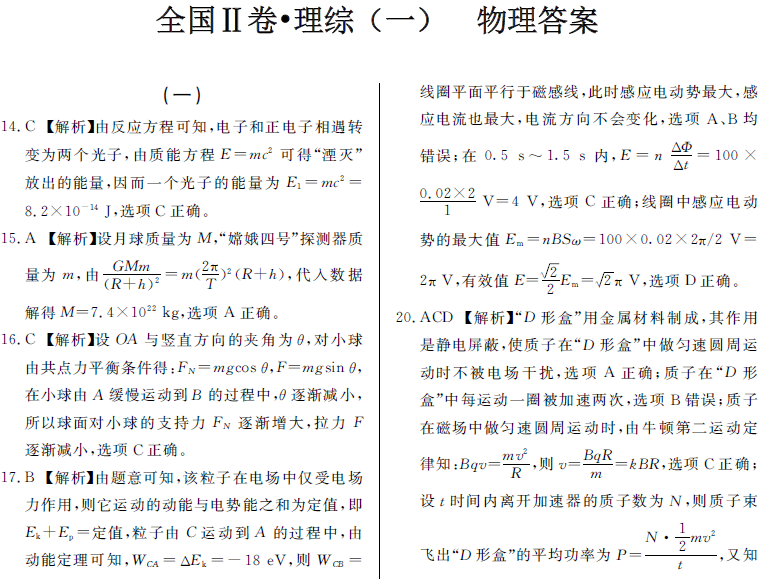 全国Ⅱ卷•理综（一） 物理答案
(一)
14. C 【解析】由反应方程可知,电子和正电子相遇转
变为两个光子,由质能方程 E＝mc² 可得“湮灭”
放出的能量,因而一个光子的能量为 E₁＝mc²＝
8.2×10⁻¹⁴ J,选项 C 正确。
15. A 【解析】设月球质量为 M,“嫦娥四号”探测器质
量为 m,由 GMm/(R＋h)²＝m(2π/T)²(R＋h),代入数据
解得 M＝7.4×10²² kg,选项 A 正确。
16. C 【解析】设 OA 与竖直方向的夹角为 θ,对小球
由共点力平衡条件得:F_N＝mgcos θ,F＝mgsin θ,
在小球由 A 缓慢运动到 B 的过程中,θ 逐渐减小,
所以球面对小球的支持力 F_N 逐渐增大,拉力 F
逐渐减小,选项 C 正确。
17. B 【解析】由题意可知,该粒子在电场中仅受电场
力作用,则它运动的动能与电势能之和为定值,即
E_k＋E_p＝定值,粒子由 C 运动到 A 的过程中,由
动能定理可知,W_CA＝ΔE_k＝－18 eV,则 W_CB＝
线圈平面平行于磁感线,此时感应电动势最大,感
应电流也最大,电流方向不会变化,选项 A、B 均
错误;在 0.5 s～1.5 s 内,E＝n ΔΦ/Δt＝100×
0.02×2/1 V＝4 V,选项 C 正确;线圈中感应电动
势的最大值 E_m＝nBSω＝100×0.02×2π/2 V＝
2π V,有效值 E＝√2/2 E_m＝√2π V,选项 D 正确。
20. ACD 【解析】“D 形盒”用金属材料制成,其作用
是静电屏蔽,使质子在“D 形盒”中做匀速圆周运
动时不被电场干扰,选项 A 正确;质子在“D 形
盒”中每运动一圈被加速两次,选项 B 错误;质子
在磁场中做匀速圆周运动时,由牛顿第二运动定
律知:Bqv＝mv²/R,则 v＝BqR/m＝kBR,选项 C 正确;
设 t 时间内离开加速器的质子数为 N,则质子束
飞出“D 形盒”的平均功率为 P＝(N·1/2 mv²)/t,又知